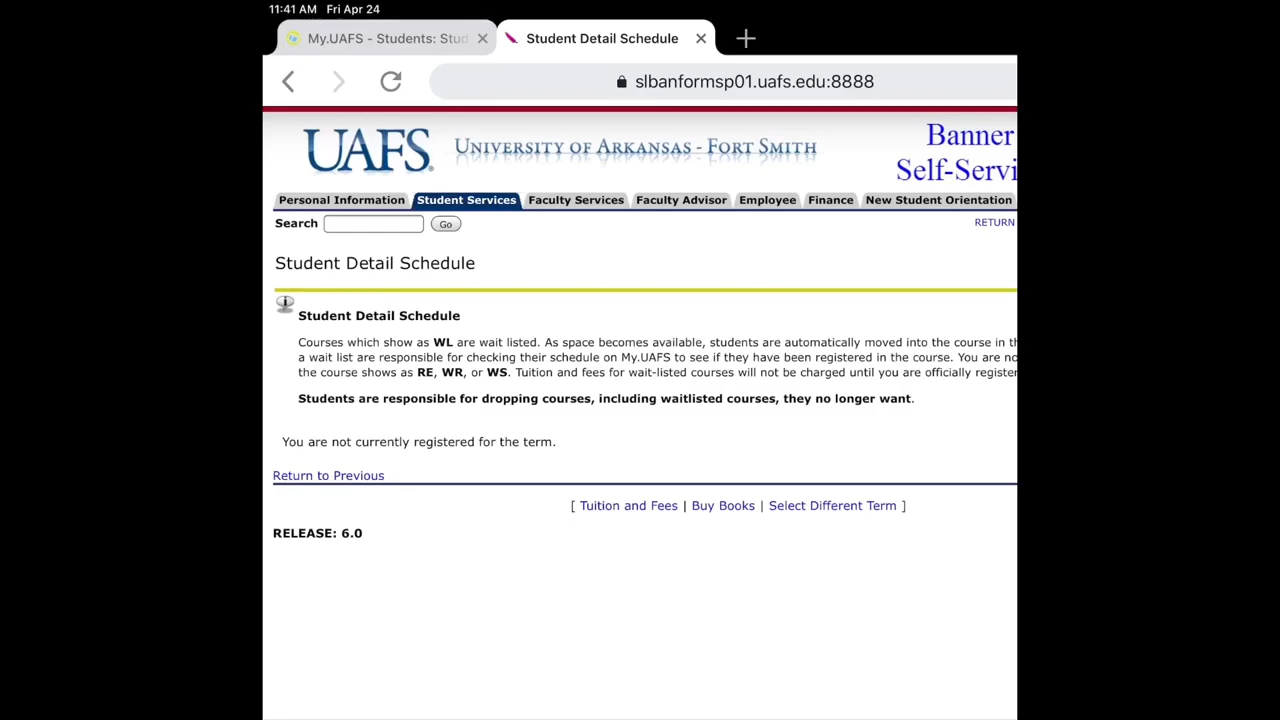 11:41 AM Fri Apr 24
My.UAFS - Students: Stud
Student Detail Schedule
slbanformsp01.uafs.edu:8888
UAFS® University of Arkansas - Fort Smith
Banner
Self-Servi
Personal Information Student Services Faculty Services Faculty Advisor Employee Finance New Student Orientation
Search Go RETURN
Student Detail Schedule
Student Detail Schedule
Courses which show as WL are wait listed. As space becomes available, students are automatically moved into the course in th
a wait list are responsible for checking their schedule on My.UAFS to see if they have been registered in the course. You are no
the course shows as RE, WR, or WS. Tuition and fees for wait-listed courses will not be charged until you are officially register
Students are responsible for dropping courses, including waitlisted courses, they no longer want.
You are not currently registered for the term.
Return to Previous
[ Tuition and Fees | Buy Books | Select Different Term ]
RELEASE: 6.0